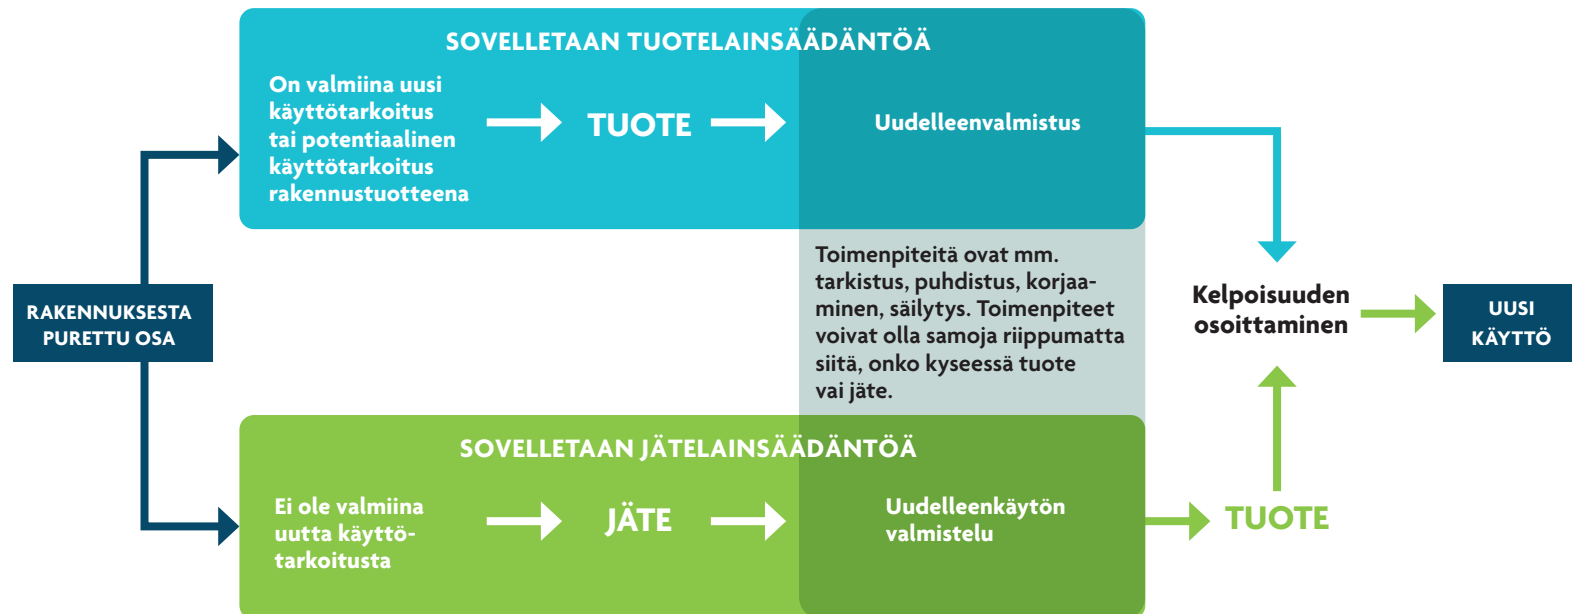 RAKENNUKSESTA
PURETTU OSA
SOVELLETAAN TUOTELAINSÄÄDÄNTÖÄ
On valmiina uusi
käyttötarkoitus
tai potentiaalinen
käyttötarkoitus
rakennustuotteena
TUOTE
Uudelleenvalmistus
Toimenpiteitä ovat mm.
tarkistus, puhdistus, korjaa-
minen, säilytys. Toimenpiteet
voivat olla samoja riippumatta
siitä, onko kyseessä tuote
vai jäte.
SOVELLETAAN JÄTELAINSÄÄDÄNTÖÄ
Ei ole valmiina
uutta käyttö-
tarkoitusta
JÄTE
Uudelleenkäytön
valmistelu
TUOTE
Kelpoisuuden
osoittaminen
UUSI
KÄYTTÖ